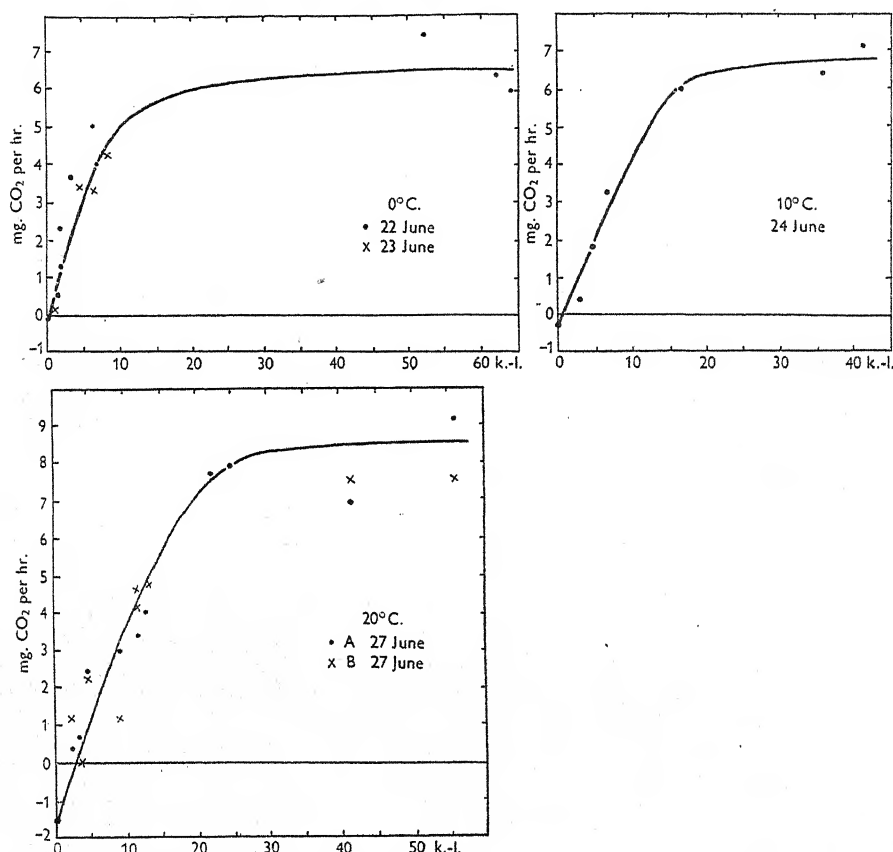 7
6
5
4
3
2
1
0
−1
mg. CO₂ per hr.
0°C.
• 22 June
x 23 June
0 10 20 30 40 50 60 k.-l.
7
6
5
4
3
2
1
0
−1
mg. CO₂ per hr.
10°C.
24 June
0 10 20 30 40 k.-l.
9
8
7
6
5
4
3
2
1
0
−1
−2
mg. CO₂ per hr.
20°C.
• A 27 June
x B 27 June
0 10 20 30 40 50 k.-l.